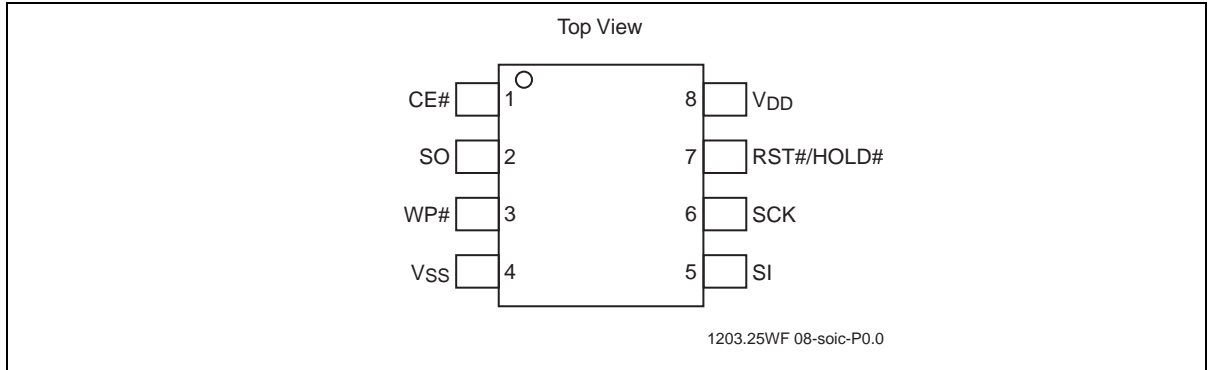 Top View
CE# 1 8 VDD
SO 2 7 RST#/HOLD#
WP# 3 6 SCK
VSS 4 5 SI
1203.25WF 08-soic-P0.0